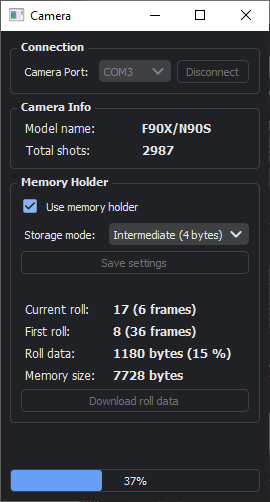 Camera
Connection
Camera Port: COM3 Disconnect
Camera Info
Model name: F90X/N90S
Total shots: 2987
Memory Holder
Use memory holder
Storage mode: Intermediate (4 bytes)
Save settings
Current roll: 17 (6 frames)
First roll: 8 (36 frames)
Roll data: 1180 bytes (15 %)
Memory size: 7728 bytes
Download roll data
37%